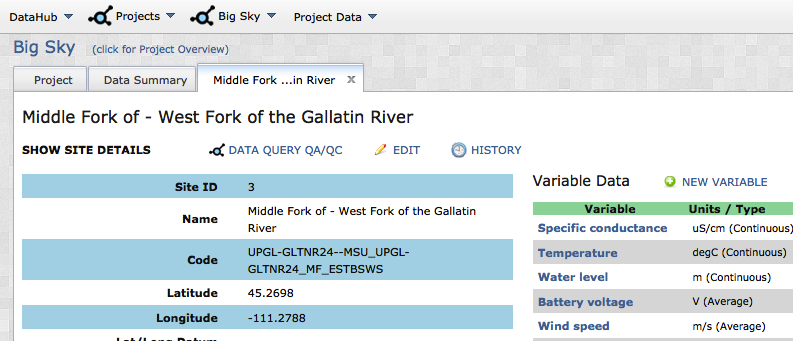 DataHub Projects Big Sky Project Data
Big Sky (click for Project Overview)
Project Data Summary Middle Fork ...in River x
Middle Fork of - West Fork of the Gallatin River
SHOW SITE DETAILS DATA QUERY QA/QC EDIT HISTORY
Site ID 3
Name Middle Fork of - West Fork of the Gallatin
River
Code UPGL-GLTNR24--MSU_UPGL-
GLTNR24_MF_ESTBSWS
Latitude 45.2698
Longitude -111.2788
Lat/Long Datum
Variable Data NEW VARIABLE
Variable Units / Type
Specific conductance uS/cm (Continuous)
Temperature degC (Continuous)
Water level m (Continuous)
Battery voltage V (Average)
Wind speed m/s (Average)